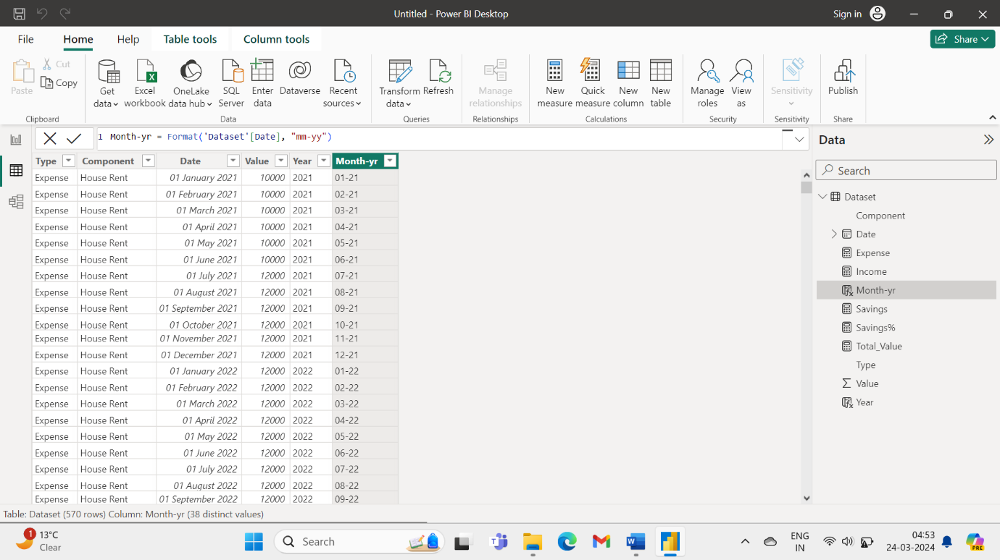 Untitled - Power BI Desktop
Sign in
File
Home
Help
Table tools
Column tools
Share
Paste
Cut
Copy
Clipboard
Get data
Excel workbook
OneLake data hub
SQL Server
Enter data
Dataverse
Recent sources
Data
Transform data
Refresh
Queries
Manage relationships
Relationships
New measure
Quick measure
New column
New table
Calculations
Manage roles
View as
Security
Sensitivity
Sensitivity
Publish
Share
1 Month-yr = Format('Dataset'[Date], "mm-yy")
Type Component Date Value Year Month-yr
Expense House Rent 01 January 2021 10000 2021 01-21
Expense House Rent 01 February 2021 10000 2021 02-21
Expense House Rent 01 March 2021 10000 2021 03-21
Expense House Rent 01 April 2021 10000 2021 04-21
Expense House Rent 01 May 2021 10000 2021 05-21
Expense House Rent 01 June 2021 10000 2021 06-21
Expense House Rent 01 July 2021 12000 2021 07-21
Expense House Rent 01 August 2021 12000 2021 08-21
Expense House Rent 01 September 2021 12000 2021 09-21
Expense House Rent 01 October 2021 12000 2021 10-21
Expense House Rent 01 November 2021 12000 2021 11-21
Expense House Rent 01 December 2021 12000 2021 12-21
Expense House Rent 01 January 2022 12000 2022 01-22
Expense House Rent 01 February 2022 12000 2022 02-22
Expense House Rent 01 March 2022 12000 2022 03-22
Expense House Rent 01 April 2022 12000 2022 04-22
Expense House Rent 01 May 2022 12000 2022 05-22
Expense House Rent 01 June 2022 12000 2022 06-22
Expense House Rent 01 July 2022 12000 2022 07-22
Expense House Rent 01 August 2022 12000 2022 08-22
Expense House Rent 01 September 2022 12000 2022 09-22
Table: Dataset (570 rows) Column: Month-yr (38 distinct values)
Data
Search
Dataset
Component
Date
Expense
Income
Month-yr
Savings
Savings%
Total_Value
Type
Value
Year
1
13°C
Clear
Search
ENG
IN
04:53
24-03-2024
PRE